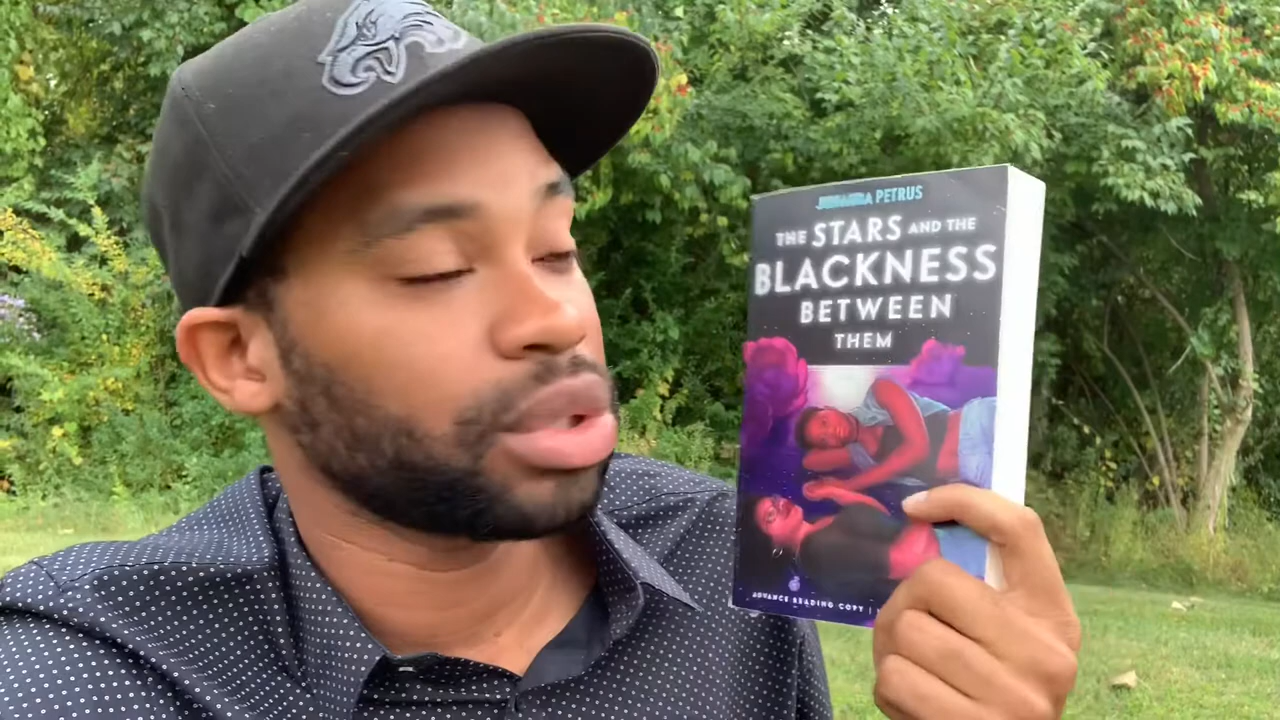 PETRUS
THE STARS AND THE
BLACKNESS
BETWEEN
THEM
ADVANCE READING COPY |